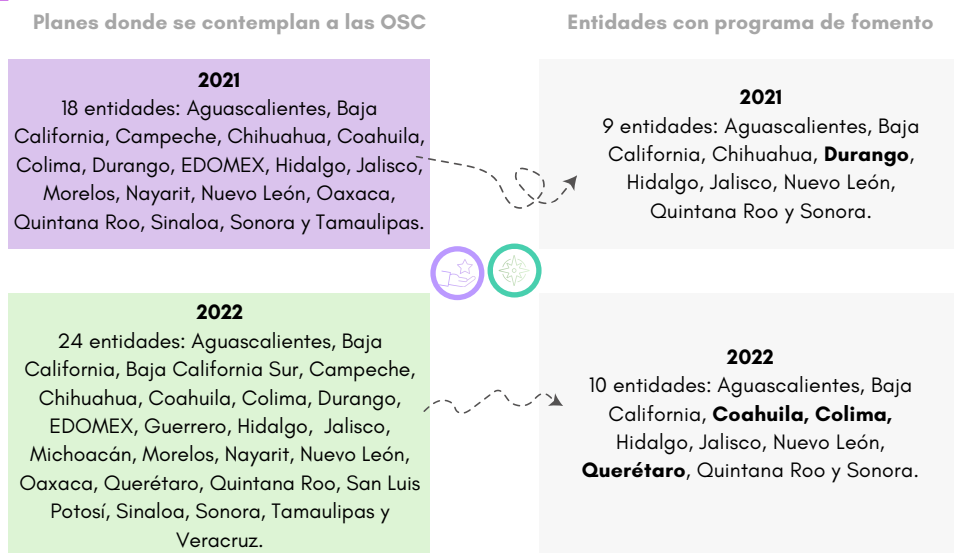 Planes donde se contemplan a las OSC
Entidades con programa de fomento
2021
18 entidades: Aguascalientes, Baja
California, Campeche, Chihuahua, Coahuila,
Colima, Durango, EDOMEX, Hidalgo, Jalisco,
Morelos, Nayarit, Nuevo León, Oaxaca,
Quintana Roo, Sinaloa, Sonora y Tamaulipas.
2021
9 entidades: Aguascalientes, Baja
California, Chihuahua, Durango,
Hidalgo, Jalisco, Nuevo León,
Quintana Roo y Sonora.
2022
24 entidades: Aguascalientes, Baja
California, Baja California Sur, Campeche,
Chihuahua, Coahuila, Colima, Durango,
EDOMEX, Guerrero, Hidalgo, Jalisco,
Michoacán, Morelos, Nayarit, Nuevo León,
Oaxaca, Querétaro, Quintana Roo, San Luis
Potosí, Sinaloa, Sonora, Tamaulipas y
Veracruz.
2022
10 entidades: Aguascalientes, Baja
California, Coahuila, Colima,
Hidalgo, Jalisco, Nuevo León,
Querétaro, Quintana Roo y Sonora.